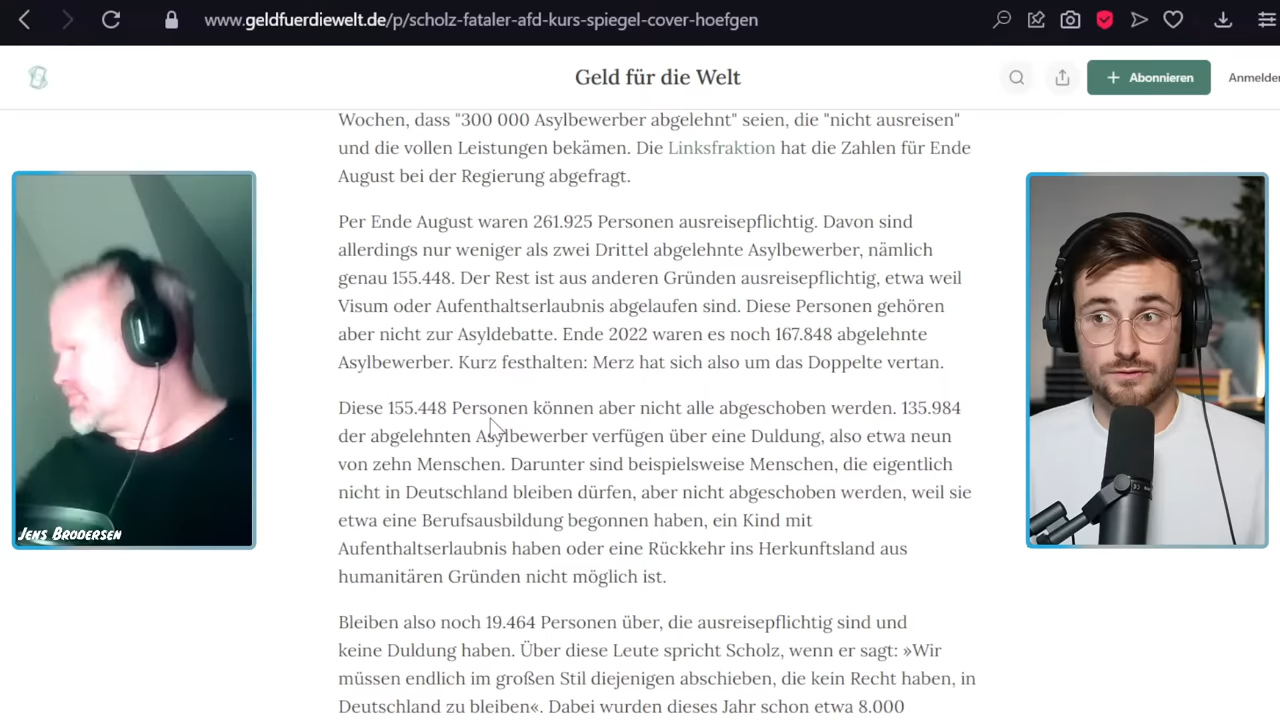 www.geldfuerdiewelt.de/p/scholz-fataler-afd-kurs-spiegel-cover-hoefgen
Geld für die Welt
+ Abonnieren
Anmelden
Wochen, dass "300 000 Asylbewerber abgelehnt" seien, die "nicht ausreisen"
und die vollen Leistungen bekämen. Die Linksfraktion hat die Zahlen für Ende
August bei der Regierung abgefragt.
Per Ende August waren 261.925 Personen ausreisepflichtig. Davon sind
allerdings nur weniger als zwei Drittel abgelehnte Asylbewerber, nämlich
genau 155.448. Der Rest ist aus anderen Gründen ausreisepflichtig, etwa weil
Visum oder Aufenthaltserlaubnis abgelaufen sind. Diese Personen gehören
aber nicht zur Asyldebatte. Ende 2022 waren es noch 167.848 abgelehnte
Asylbewerber. Kurz festhalten: Merz hat sich also um das Doppelte vertan.
Diese 155.448 Personen können aber nicht alle abgeschoben werden. 135.984
der abgelehnten Asylbewerber verfügen über eine Duldung, also etwa neun
von zehn Menschen. Darunter sind beispielsweise Menschen, die eigentlich
nicht in Deutschland bleiben dürfen, aber nicht abgeschoben werden, weil sie
etwa eine Berufsausbildung begonnen haben, ein Kind mit
Aufenthaltserlaubnis haben oder eine Rückkehr ins Herkunftsland aus
humanitären Gründen nicht möglich ist.
Bleiben also noch 19.464 Personen über, die ausreisepflichtig sind und
keine Duldung haben. Über diese Leute spricht Scholz, wenn er sagt: »Wir
müssen endlich im großen Stil diejenigen abschieben, die kein Recht haben, in
Deutschland zu bleiben«. Dabei wurden dieses Jahr schon etwa 8.000
Jens Brodersen